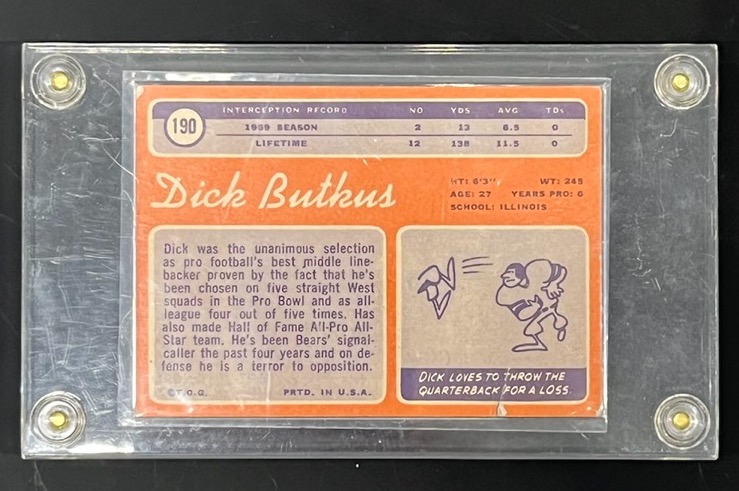 190
INTERCEPTION RECORD NO YDS AVG TDs
1969 SEASON 2 13 6.5 0
LIFETIME 12 138 11.5 0
Dick Butkus
HT: 6'3" WT: 245
AGE: 27 YEARS PRO: 6
SCHOOL: ILLINOIS
Dick was the unanimous selection
as pro football's best middle line-
backer proven by the fact that he's
been chosen on five straight West
squads in the Pro Bowl and as all-
league four out of five times. Has
also made Hall of Fame All-Pro All-
Star team. He's been Bears' signal-
caller the past four years and on de-
fense he is a terror to opposition.
©T.C.G. PRTD. IN U.S.A.
DICK LOVES TO THROW THE
QUARTERBACK FOR A LOSS.